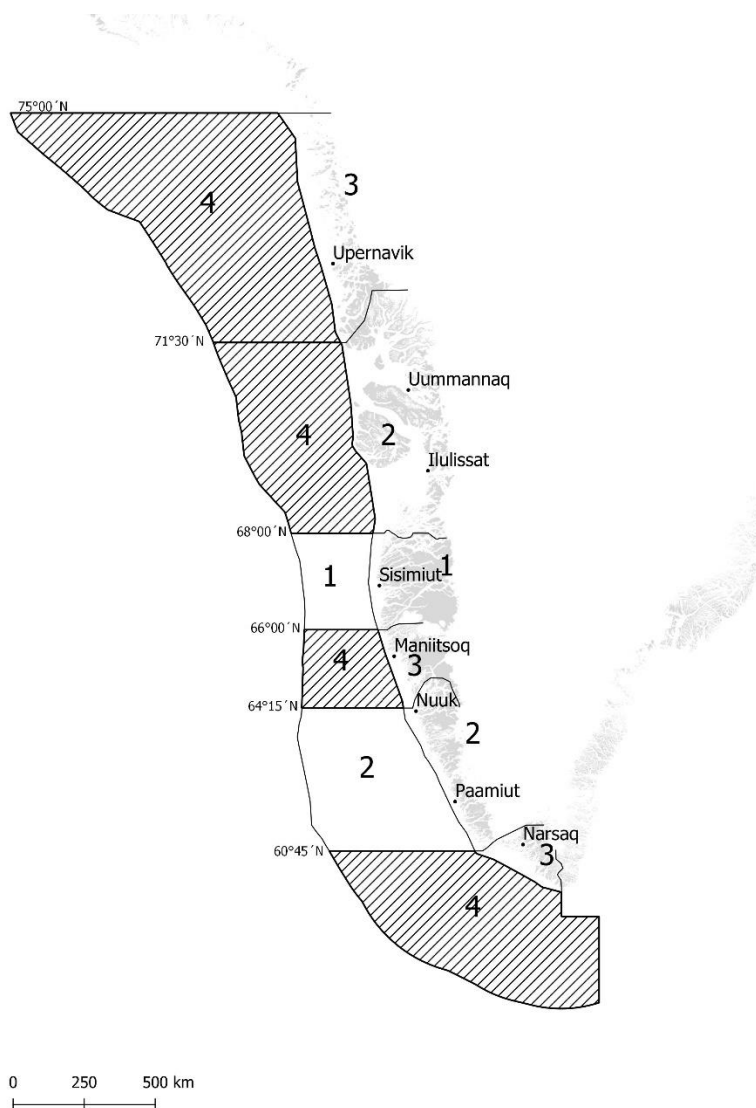 75°00´N
4
3
Upernavik
71°30´N
Uummannaq
4
2
Ilulissat
68°00´N
1
1
Sisimiut
66°00´N
4
Maniitsoq
3
64°15´N
Nuuk
2
2
Paamiut
Narsaq
60°45´N
3
4
0 250 500 km